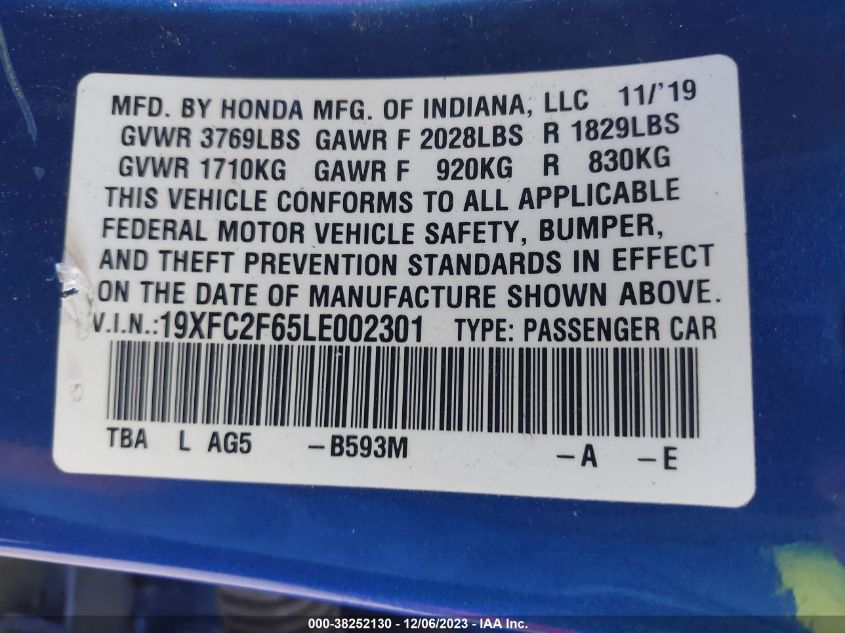 MFD. BY HONDA MFG. OF INDIANA, LLC 11/'19
GVWR 3769LBS GAWR F 2028LBS R 1829LBS
GVWR 1710KG GAWR F 920KG R 830KG
THIS VEHICLE CONFORMS TO ALL APPLICABLE
FEDERAL MOTOR VEHICLE SAFETY, BUMPER,
AND THEFT PREVENTION STANDARDS IN EFFECT
ON THE DATE OF MANUFACTURE SHOWN ABOVE.
V.I.N.:19XFC2F65LE002301 TYPE: PASSENGER CAR
TBA L AG5 –B593M –A –E
000-38252130 - 12/06/2023 - IAA Inc.